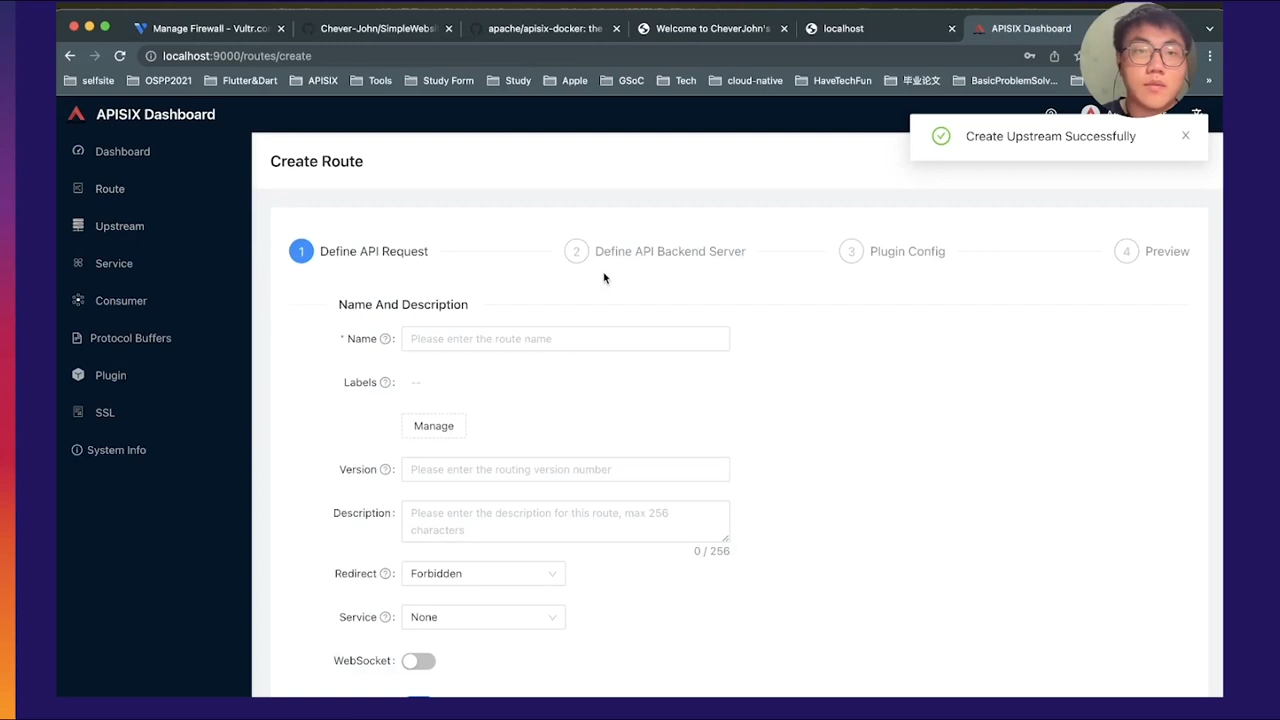 Manage Firewall - Vultr.co
Chever-John/SimpleWebsi
apache/apisix-docker: the
Welcome to CheverJohn's
localhost
APISIX Dashboard
localhost:9000/routes/create
selfsite
OSPP2021
Flutter&Dart
APISIX
Tools
Study Form
Study
Apple
GSoC
Tech
cloud-native
HaveTechFun
毕业论文
BasicProblemSolv...
»
APISIX Dashboard
Create Upstream Successfully
Dashboard
Route
Upstream
Service
Consumer
Protocol Buffers
Plugin
SSL
System Info
Create Route
1 Define API Request
2 Define API Backend Server
3 Plugin Config
4 Preview
Name And Description
* Name : Please enter the route name
Labels : --
Manage
Version : Please enter the routing version number
Description : Please enter the description for this route, max 256
characters
0 / 256
Redirect : Forbidden
Service : None
WebSocket :